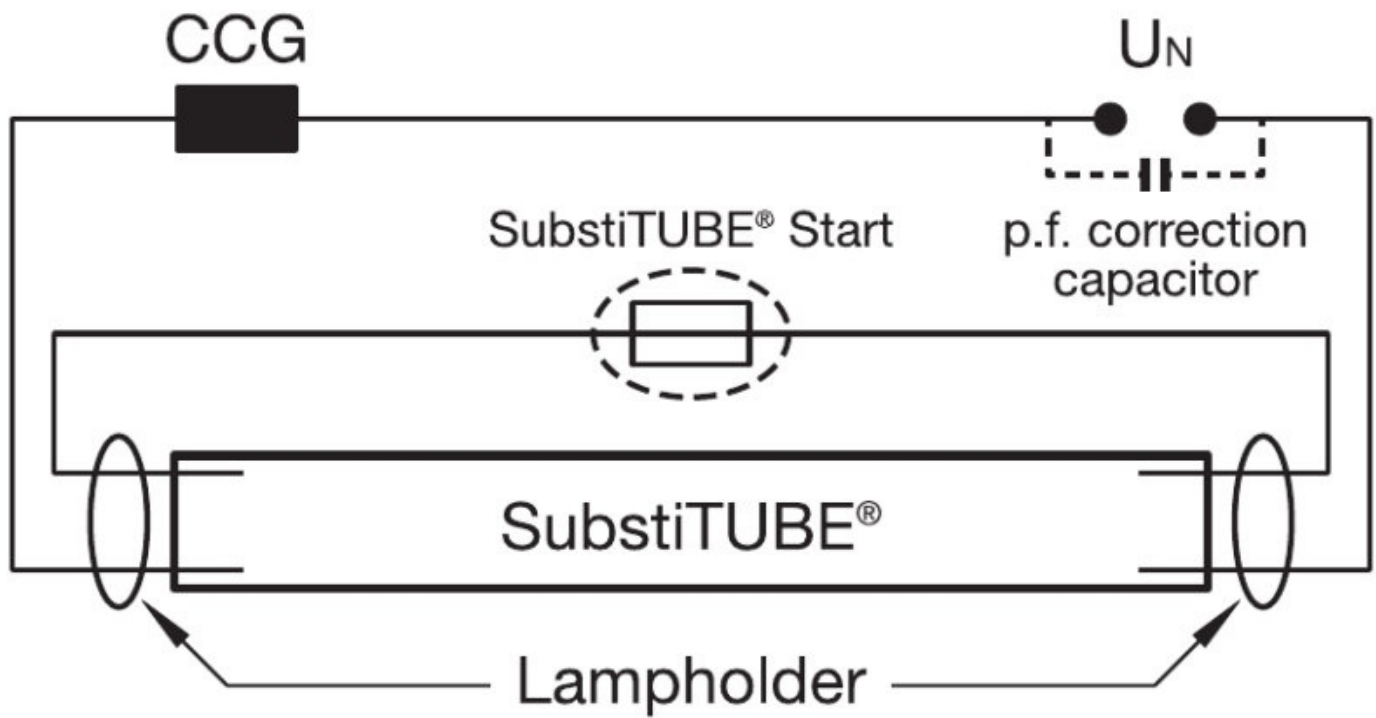 CCG
UN
SubstiTUBE® Start
p.f. correction
capacitor
SubstiTUBE®
Lampholder